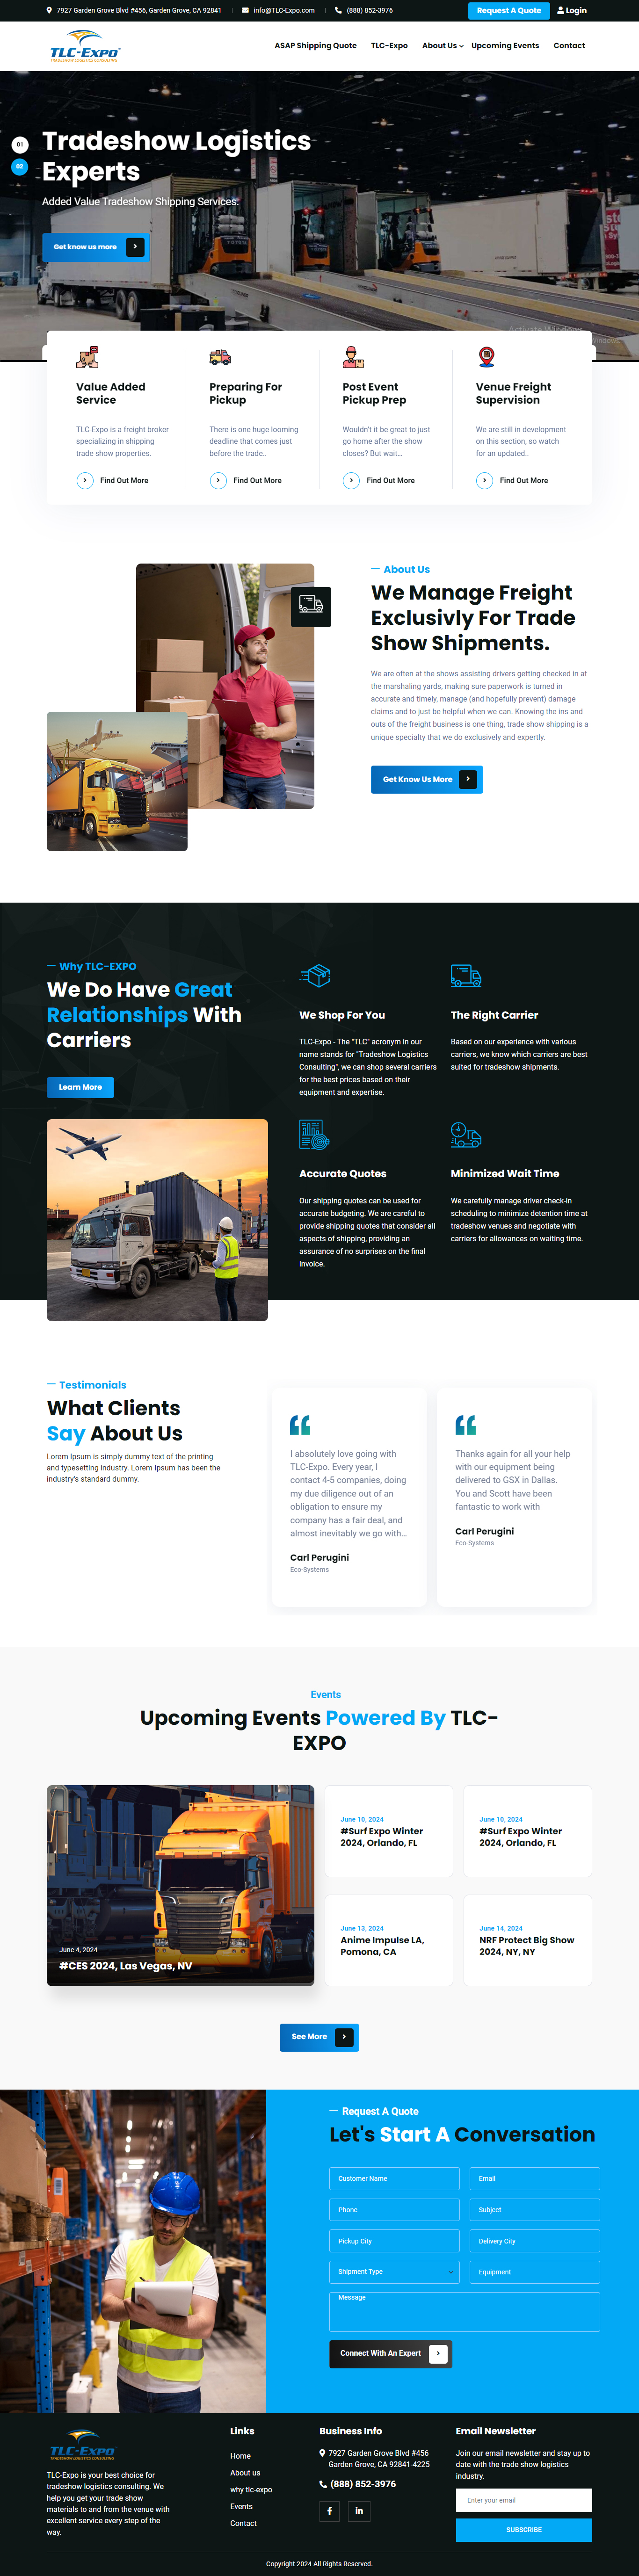 7927 Garden Grove Blvd #456, Garden Grove, CA 92841
info@TLC-Expo.com
(888) 852-3976
Request A Quote
Login
TLC-EXPO
TRADESHOW LOGISTICS CONSULTING
ASAP Shipping Quote
TLC-Expo
About Us
Upcoming Events
Contact
01
02
Tradeshow Logistics
Experts
Added Value Tradeshow Shipping Services.
Get know us more
Activate Windows
Value Added
Service
TLC-Expo is a freight broker
specializing in shipping
trade show properties.
Find Out More
Preparing For
Pickup
There is one huge looming
deadline that comes just
before the trade..
Find Out More
Post Event
Pickup Prep
Wouldn't it be great to just
go home after the show
closes? But wait...
Find Out More
Venue Freight
Supervision
We are still in development
on this section, so watch
for an updated..
Find Out More
About Us
We Manage Freight
Exclusivly For Trade
Show Shipments.
We are often at the shows assisting drivers getting checked in at
the marshaling yards, making sure paperwork is turned in
accurate and timely, manage (and hopefully prevent) damage
claims and to just be helpful when we can. Knowing the ins and
outs of the freight business is one thing, trade show shipping is a
unique specialty that we do exclusively and expertly.
Get Know Us More
Why TLC-EXPO
We Do Have Great
Relationships With
Carriers
Learn More
We Shop For You
TLC-Expo - The "TLC" acronym in our
name stands for "Tradeshow Logistics
Consulting", we can shop several carriers
for the best prices based on their
equipment and expertise.
The Right Carrier
Based on our experience with various
carriers, we know which carriers are best
suited for tradeshow shipments.
Accurate Quotes
Our shipping quotes can be used for
accurate budgeting. We are careful to
provide shipping quotes that consider all
aspects of shipping, providing an
assurance of no surprises on the final
invoice.
Minimized Wait Time
We carefully manage driver check-in
scheduling to minimize detention time at
tradeshow venues and negotiate with
carriers for allowances on waiting time.
Testimonials
What Clients
Say About Us
Lorem Ipsum is simply dummy text of the printing
and typesetting industry. Lorem Ipsum has been the
industry's standard dummy.
I absolutely love going with
TLC-Expo. Every year, I
contact 4-5 companies, doing
my due diligence out of an
obligation to ensure my
company has a fair deal, and
almost inevitably we go with...
Carl Perugini
Eco-Systems
Thanks again for all your help
with our equipment being
delivered to GSX in Dallas.
You and Scott have been
fantastic to work with
Carl Perugini
Eco-Systems
Events
Upcoming Events Powered By TLC-
EXPO
June 4, 2024
#CES 2024, Las Vegas, NV
June 10, 2024
#Surf Expo Winter
2024, Orlando, FL
June 10, 2024
#Surf Expo Winter
2024, Orlando, FL
June 13, 2024
Anime Impulse LA,
Pomona, CA
June 14, 2024
NRF Protect Big Show
2024, NY, NY
See More
Request A Quote
Let's Start A Conversation
Customer Name
Email
Phone
Subject
Pickup City
Delivery City
Shipment Type
Equipment
Message
Connect With An Expert
TLC-EXPO
TRADESHOW LOGISTICS CONSULTING
TLC-Expo is your best choice for
tradeshow logistics consulting. We
help you get your trade show
materials to and from the venue with
excellent service every step of the
way.
Links
Home
About us
why tlc-expo
Events
Contact
Business Info
7927 Garden Grove Blvd #456
Garden Grove, CA 92841-4225
(888) 852-3976
Email Newsletter
Join our email newsletter and stay up to
date with the trade show logistics
industry.
Enter your email
SUBSCRIBE
Copyright 2024 All Rights Reserved.